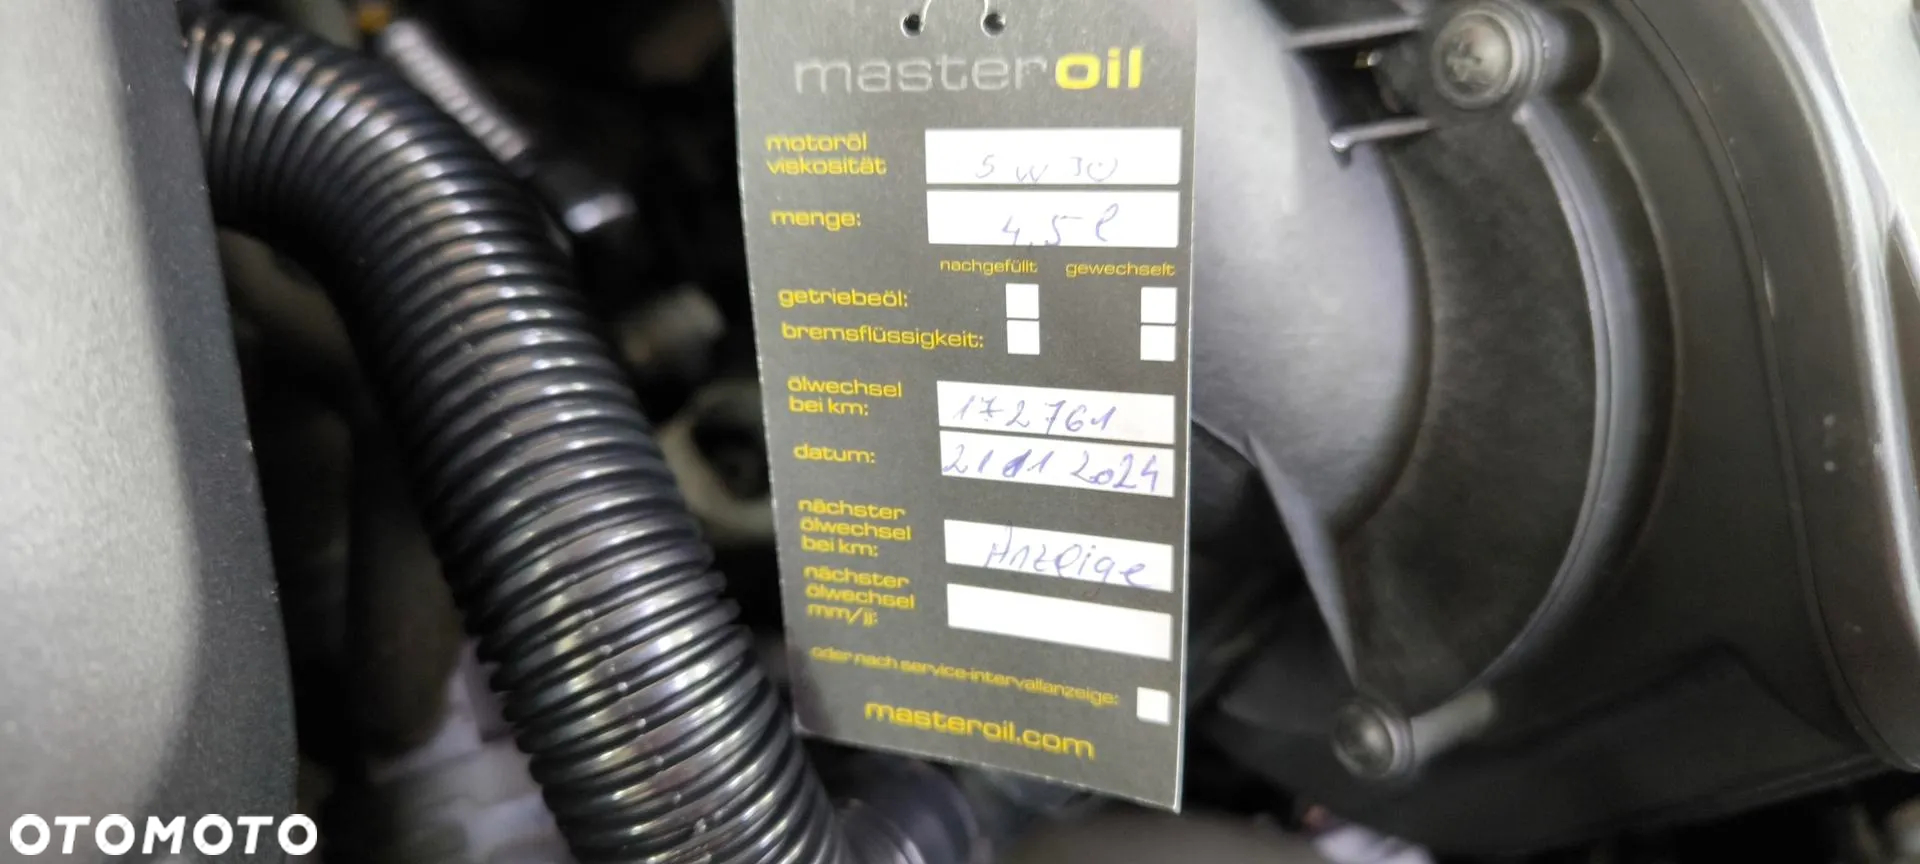 masteroil
motoröl
viskosität
5W30
menge:
4,5l
nachgefüllt gewechselt
getriebeöl:
bremsflüssigkeit:
ölwechsel
bei km:
172761
datum:
21 11 2024
nächster
ölwechsel
bei km:
Anzeige
nächster
ölwechsel
mm/jj:
oder nach service-intervallanzeige:
masteroil.com
OTOMOTO